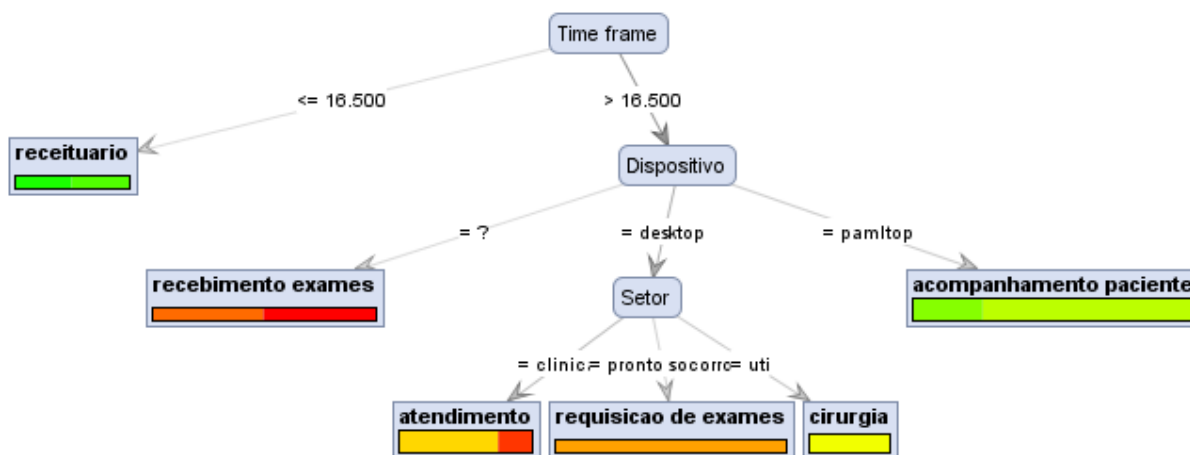 Time frame
<= 16.500
> 16.500
receituario
Dispositivo
= ?
= desktop
= pamltop
recebimento exames
Setor
acompanhamento paciente
= clinic
= pronto socorro
= uti
atendimento
requisicao de exames
cirurgia